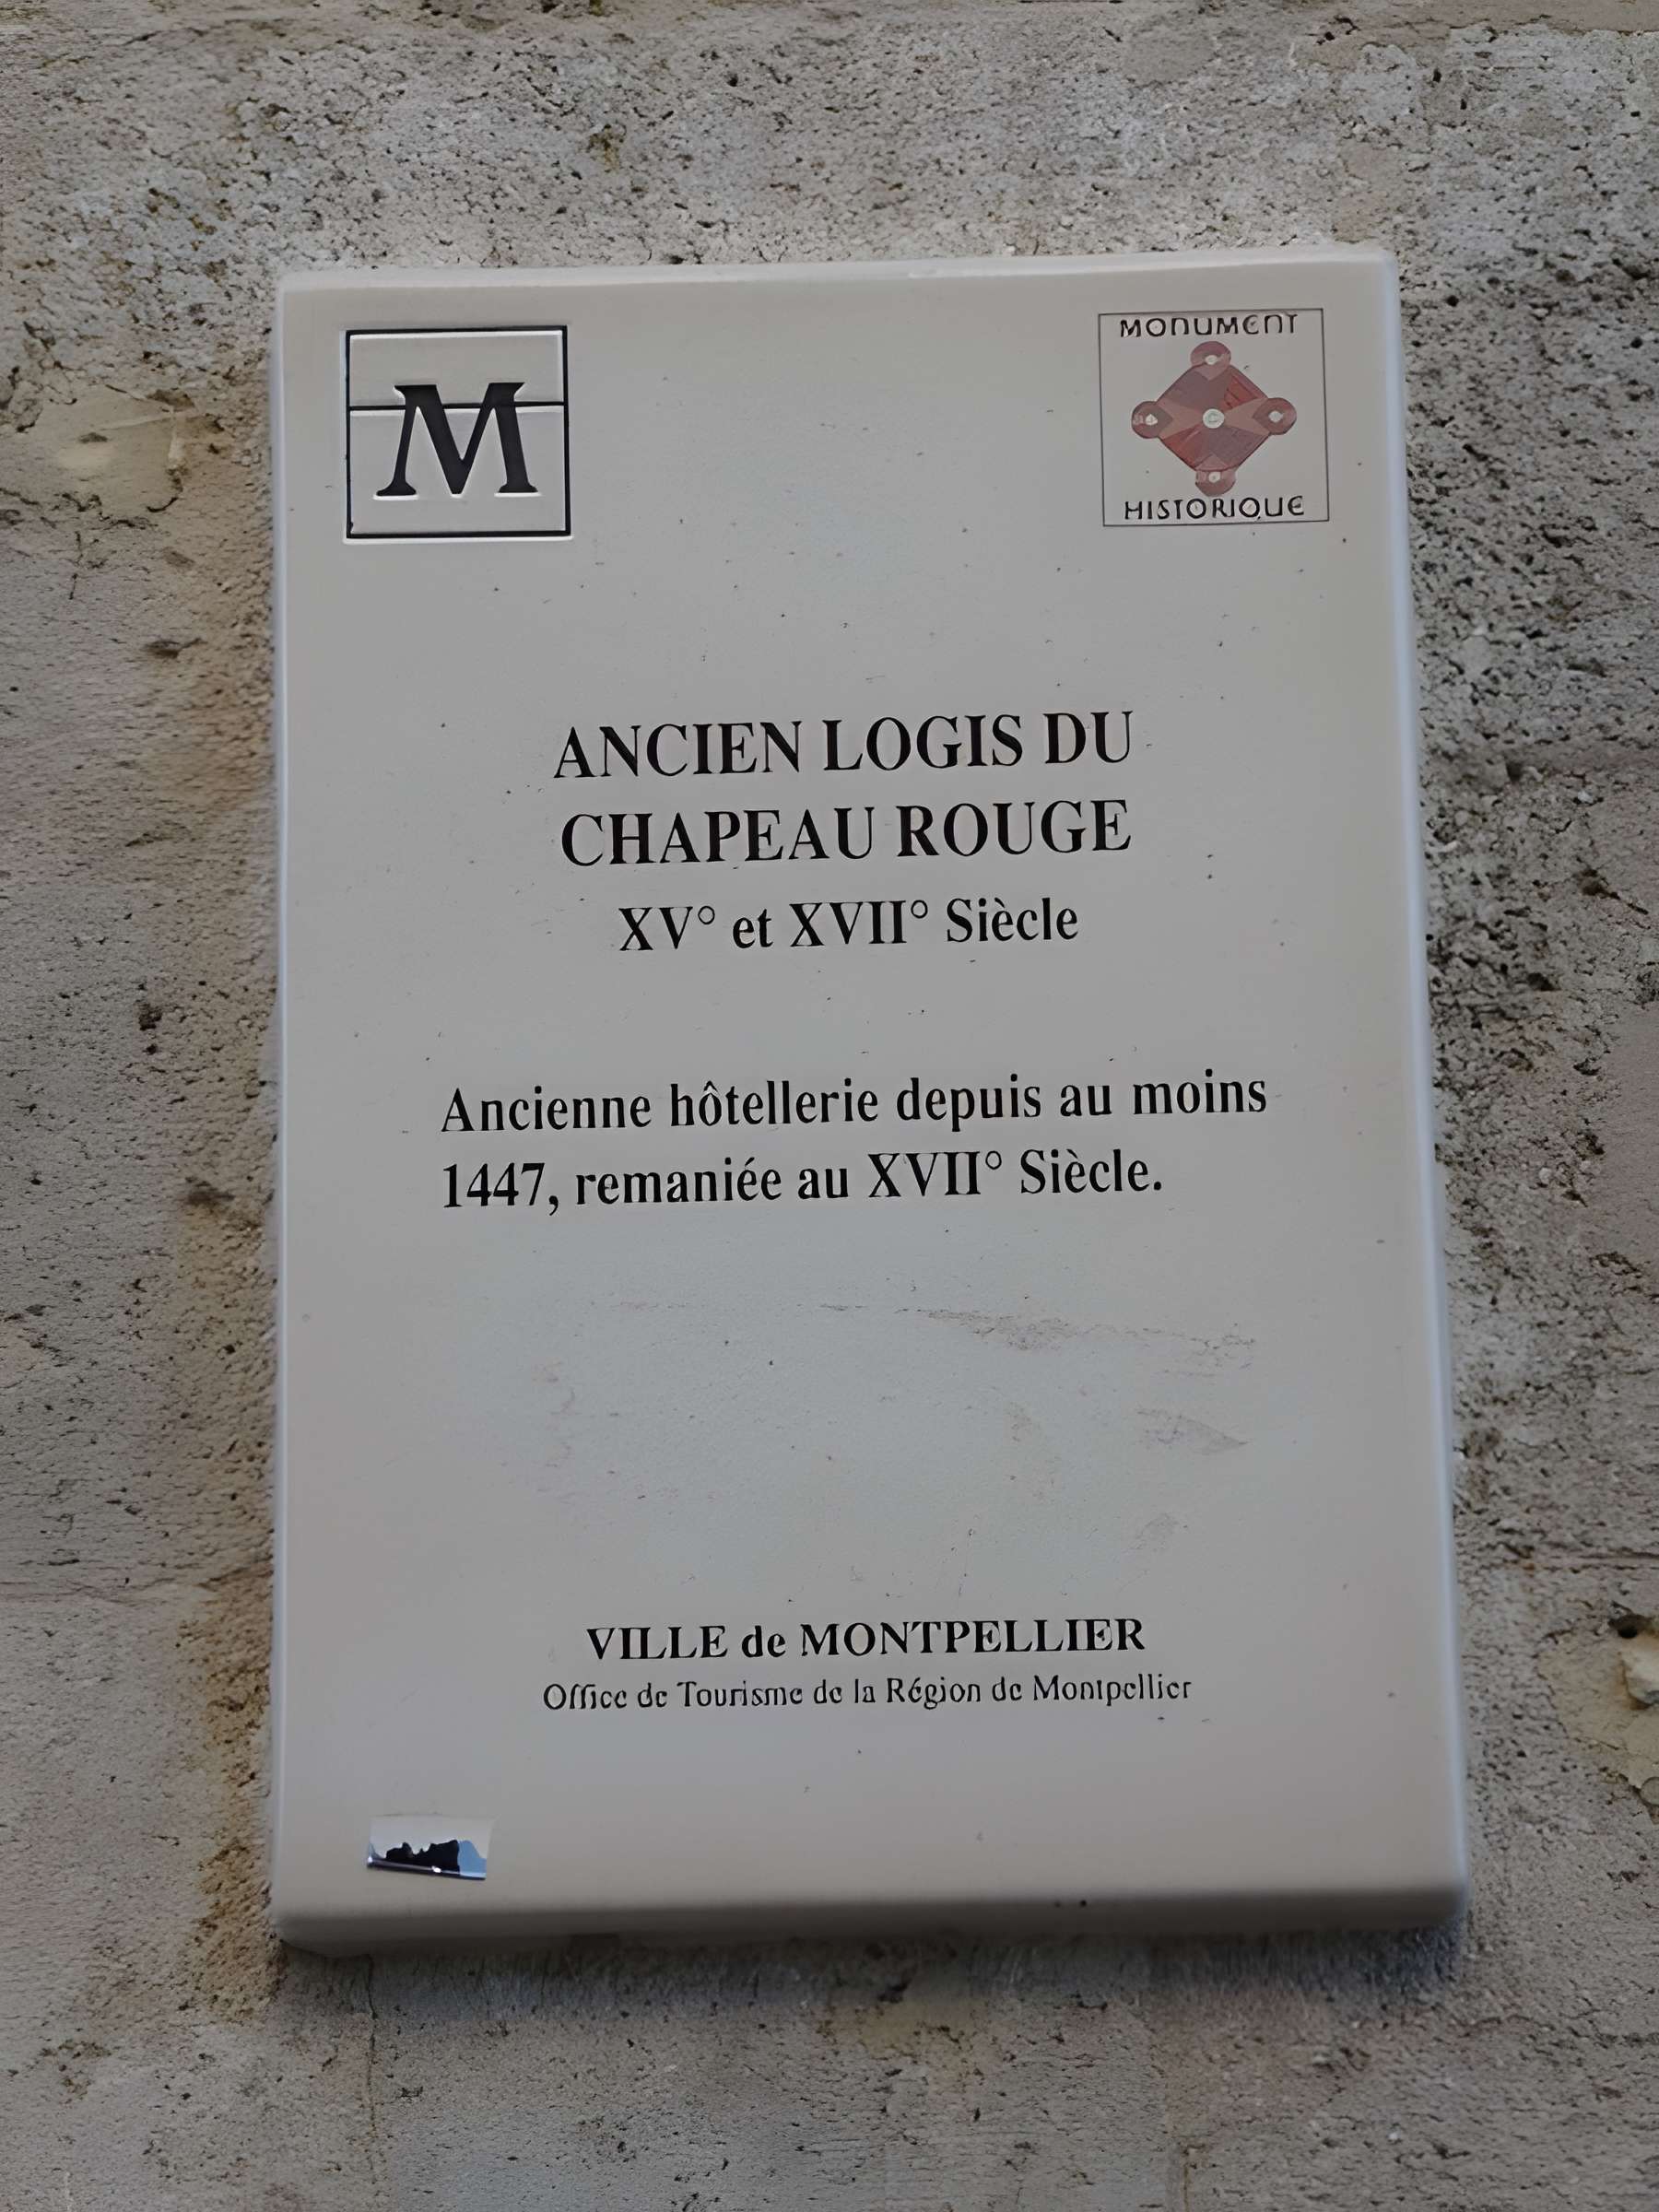 M
MONUMENT
HISTORIQUE
ANCIEN LOGIS DU
CHAPEAU ROUGE
XV° et XVII° Siècle
Ancienne hôtellerie depuis au moins
1447, remaniée au XVII° Siècle.
VILLE de MONTPELLIER
Office de Tourisme de la Région de Montpellier